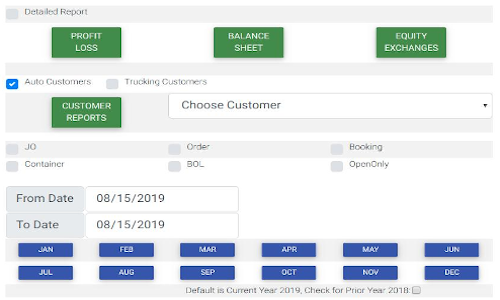 Detailed Report
PROFIT LOSS
BALANCE SHEET
EQUITY EXCHANGES
Auto Customers
Trucking Customers
CUSTOMER REPORTS
Choose Customer
JO
Order
Booking
Container
BOL
OpenOnly
From Date 08/15/2019
To Date 08/15/2019
JAN FEB MAR APR MAY JUN
JUL AUG SEP OCT NOV DEC
Default is Current Year 2019, Check for Prior Year 2018: